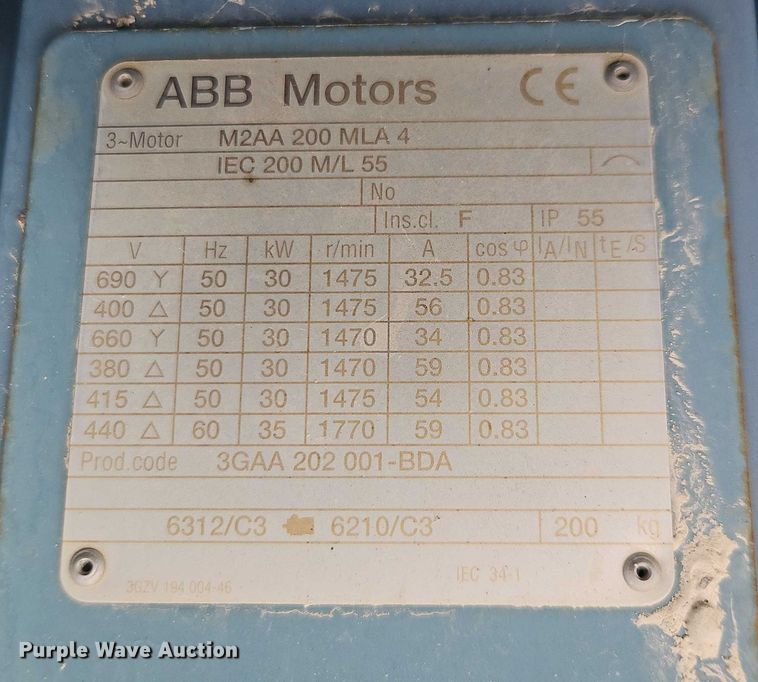 ABB Motors CE
3~Motor M2AA 200 MLA 4
IEC 200 M/L 55
No
Ins.cl. F IP 55
V Hz kW r/min A cos φ IA/IN tE/S
690 Y 50 30 1475 32.5 0.83
400 Δ 50 30 1475 56 0.83
660 Y 50 30 1470 34 0.83
380 Δ 50 30 1470 59 0.83
415 Δ 50 30 1475 54 0.83
440 Δ 60 35 1770 59 0.83
Prod.code 3GAA 202 001-BDA
6312/C3 6210/C3 200 kg
3GZV 194 004-46 IEC 34-1
Purple Wave Auction